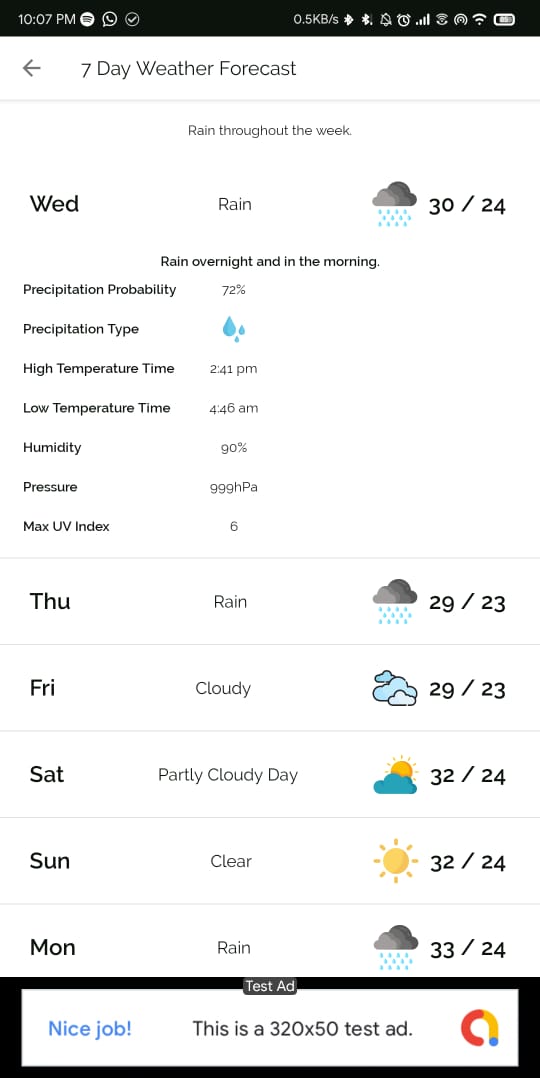 10:07 PM 0.5KB/s
7 Day Weather Forecast
Rain throughout the week.
Wed Rain 30 / 24
Rain overnight and in the morning.
Precipitation Probability 72%
Precipitation Type
High Temperature Time 2:41 pm
Low Temperature Time 4:46 am
Humidity 90%
Pressure 999hPa
Max UV Index 6
Thu Rain 29 / 23
Fri Cloudy 29 / 23
Sat Partly Cloudy Day 32 / 24
Sun Clear 32 / 24
Mon Rain 33 / 24
Test Ad
Nice job! This is a 320x50 test ad.